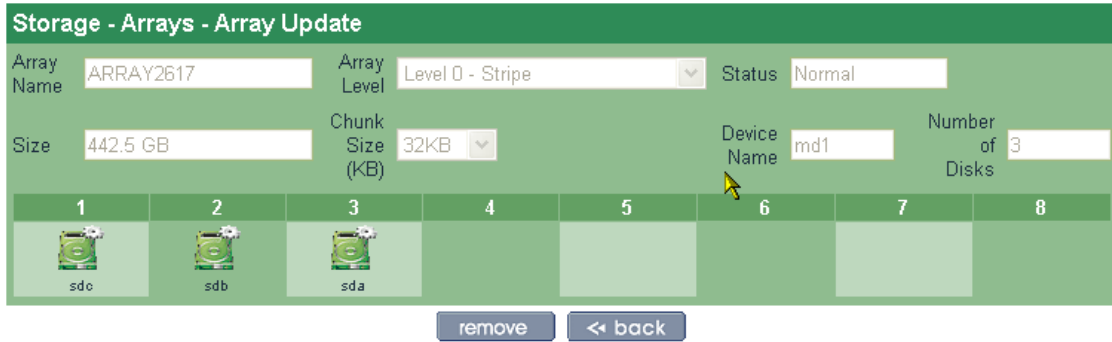 Storage - Arrays - Array Update
Array Name ARRAY2617 Array Level Level 0 - Stripe Status Normal
Size 442.5 GB Chunk Size (KB) 32KB Device Name md1 Number of Disks 3
1 2 3 4 5 6 7 8
sdc sdb sda
remove << back